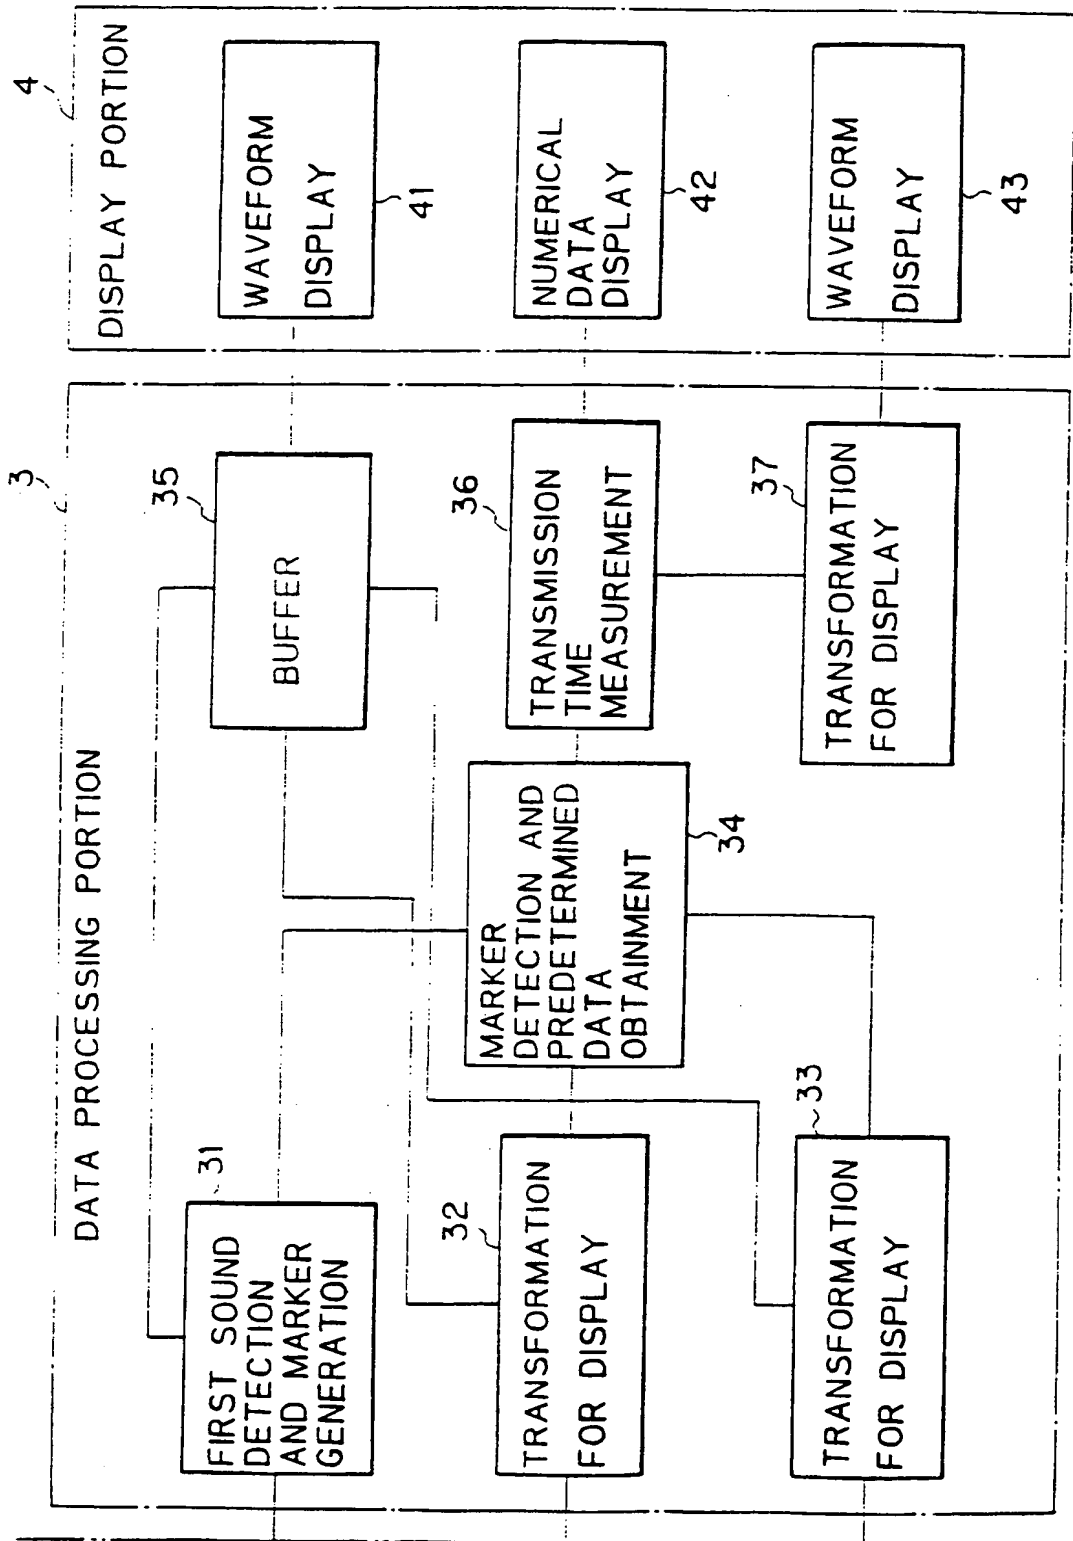 DATA PROCESSING PORTION
3
DISPLAY PORTION
4
FIRST SOUND
DETECTION
AND MARKER
GENERATION
31
BUFFER
35
WAVEFORM
DISPLAY
41
TRANSFORMATION
FOR DISPLAY
32
MARKER
DETECTION AND
PREDETERMINED
DATA
OBTAINMENT
34
TRANSMISSION
TIME
MEASUREMENT
36
NUMERICAL
DATA
DISPLAY
42
TRANSFORMATION
FOR DISPLAY
33
TRANSFORMATION
FOR DISPLAY
37
WAVEFORM
DISPLAY
43